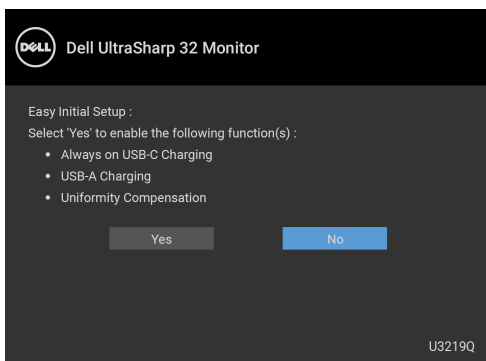 DELL Dell UltraSharp 32 Monitor
Easy Initial Setup :
Select 'Yes' to enable the following function(s) :
• Always on USB-C Charging
• USB-A Charging
• Uniformity Compensation
Yes No
U3219Q